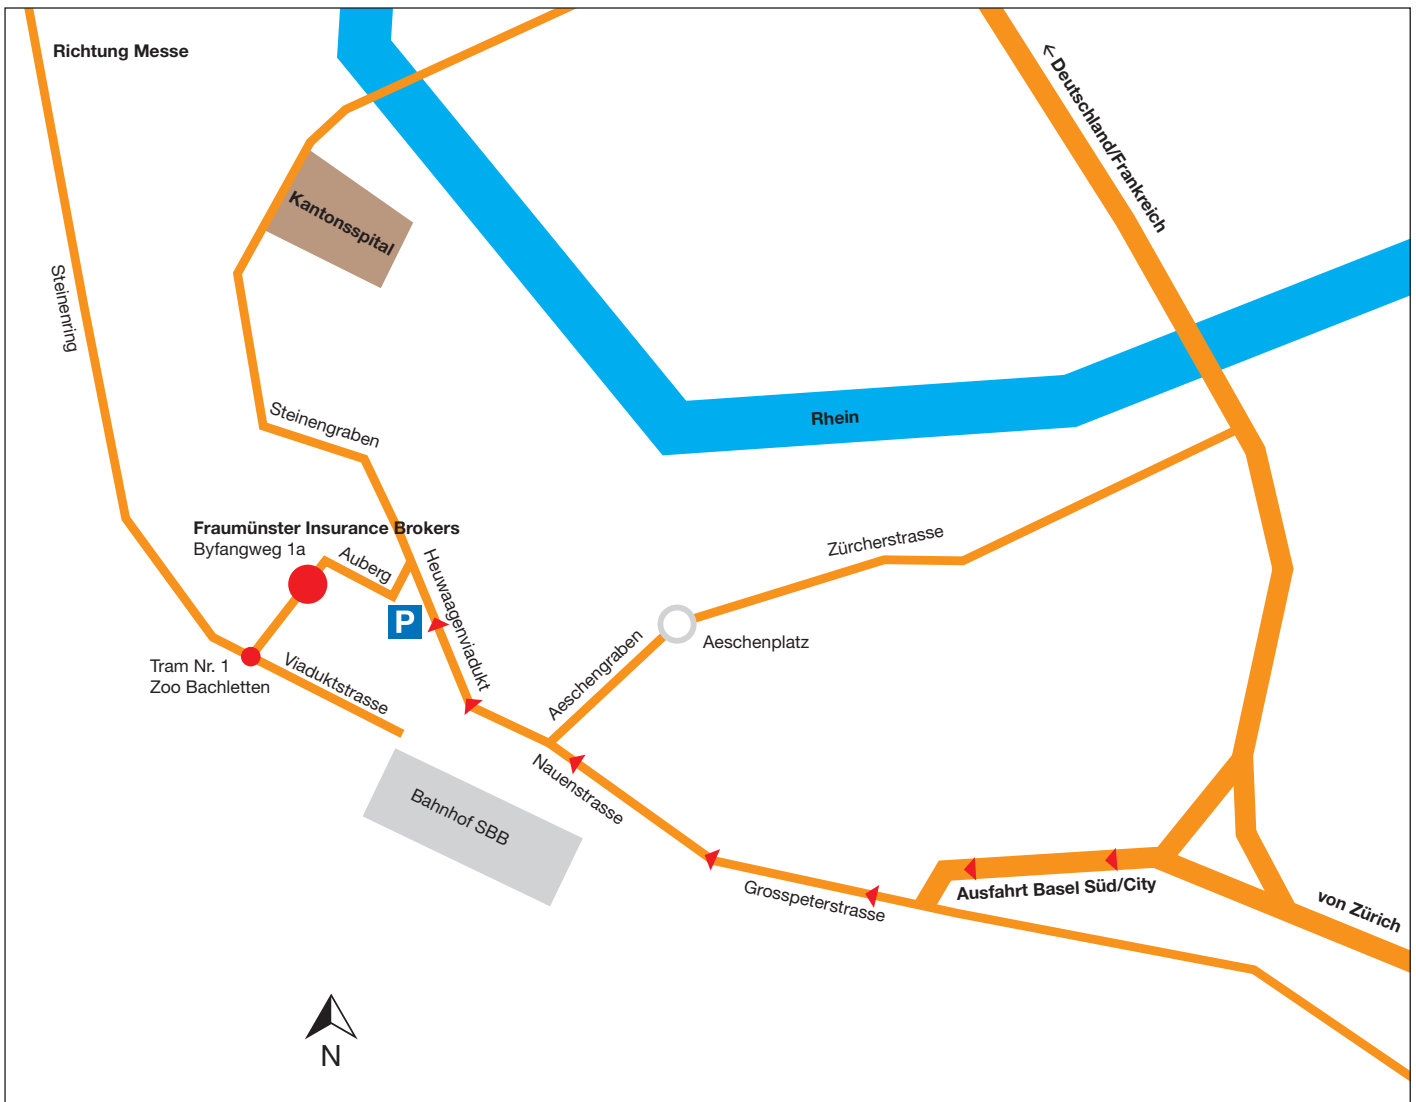 Richtung Messe
← Deutschland/Frankreich
Kantonsspital
Steinenring
Rhein
Steinengraben
Fraumünster Insurance Brokers
Byfangweg 1a
Auberg
Heuwaagenviadukt
Zürcherstrasse
P
Aeschenplatz
Aeschengraben
Tram Nr. 1
Zoo Bachletten
Viaduktstrasse
Nauenstrasse
Bahnhof SBB
Grosspeterstrasse
Ausfahrt Basel Süd/City
von Zürich
N